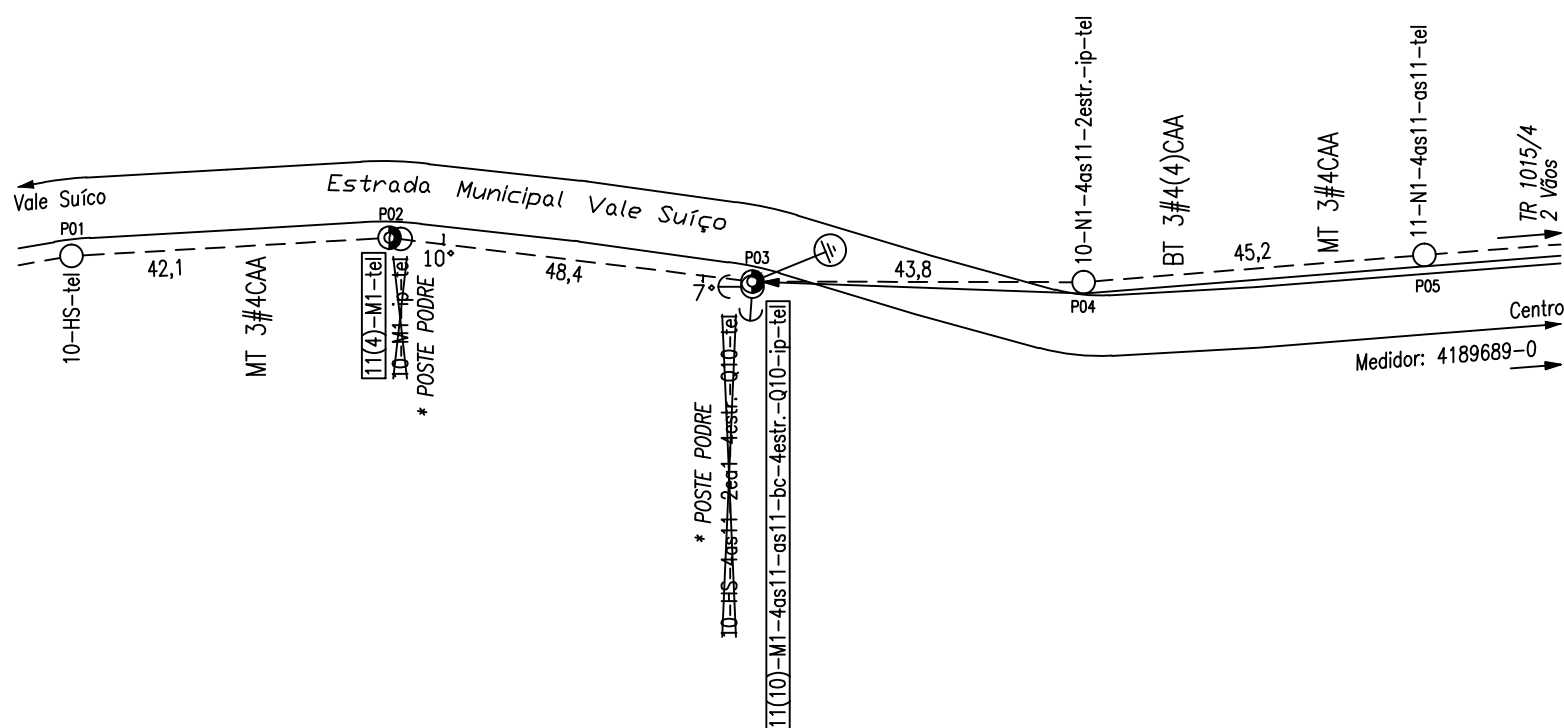 10-N1-4as11-2estr.-ip-tel
11-N1-4as11-as11-tel
BT 3#4(4)CAA
MT 3#4CAA
TR 1015/4
2 Vãos
Vale Suíco
Estrada Municipal Vale Suíço
P01
P02
P03
P04
P05
42,1
48,4
43,8
45,2
10°
7°
10-HS-tel
MT 3#4CAA
11(4)-M1-tel
10-M1-ip-tel
* POSTE PODRE
* POSTE PODRE
10-HS-4as11-2ea1-4estr.-Q10-tel
11(10)-M1-4as11-as11-bc-4estr.-Q10-ip-tel
Centro
Medidor: 4189689-0